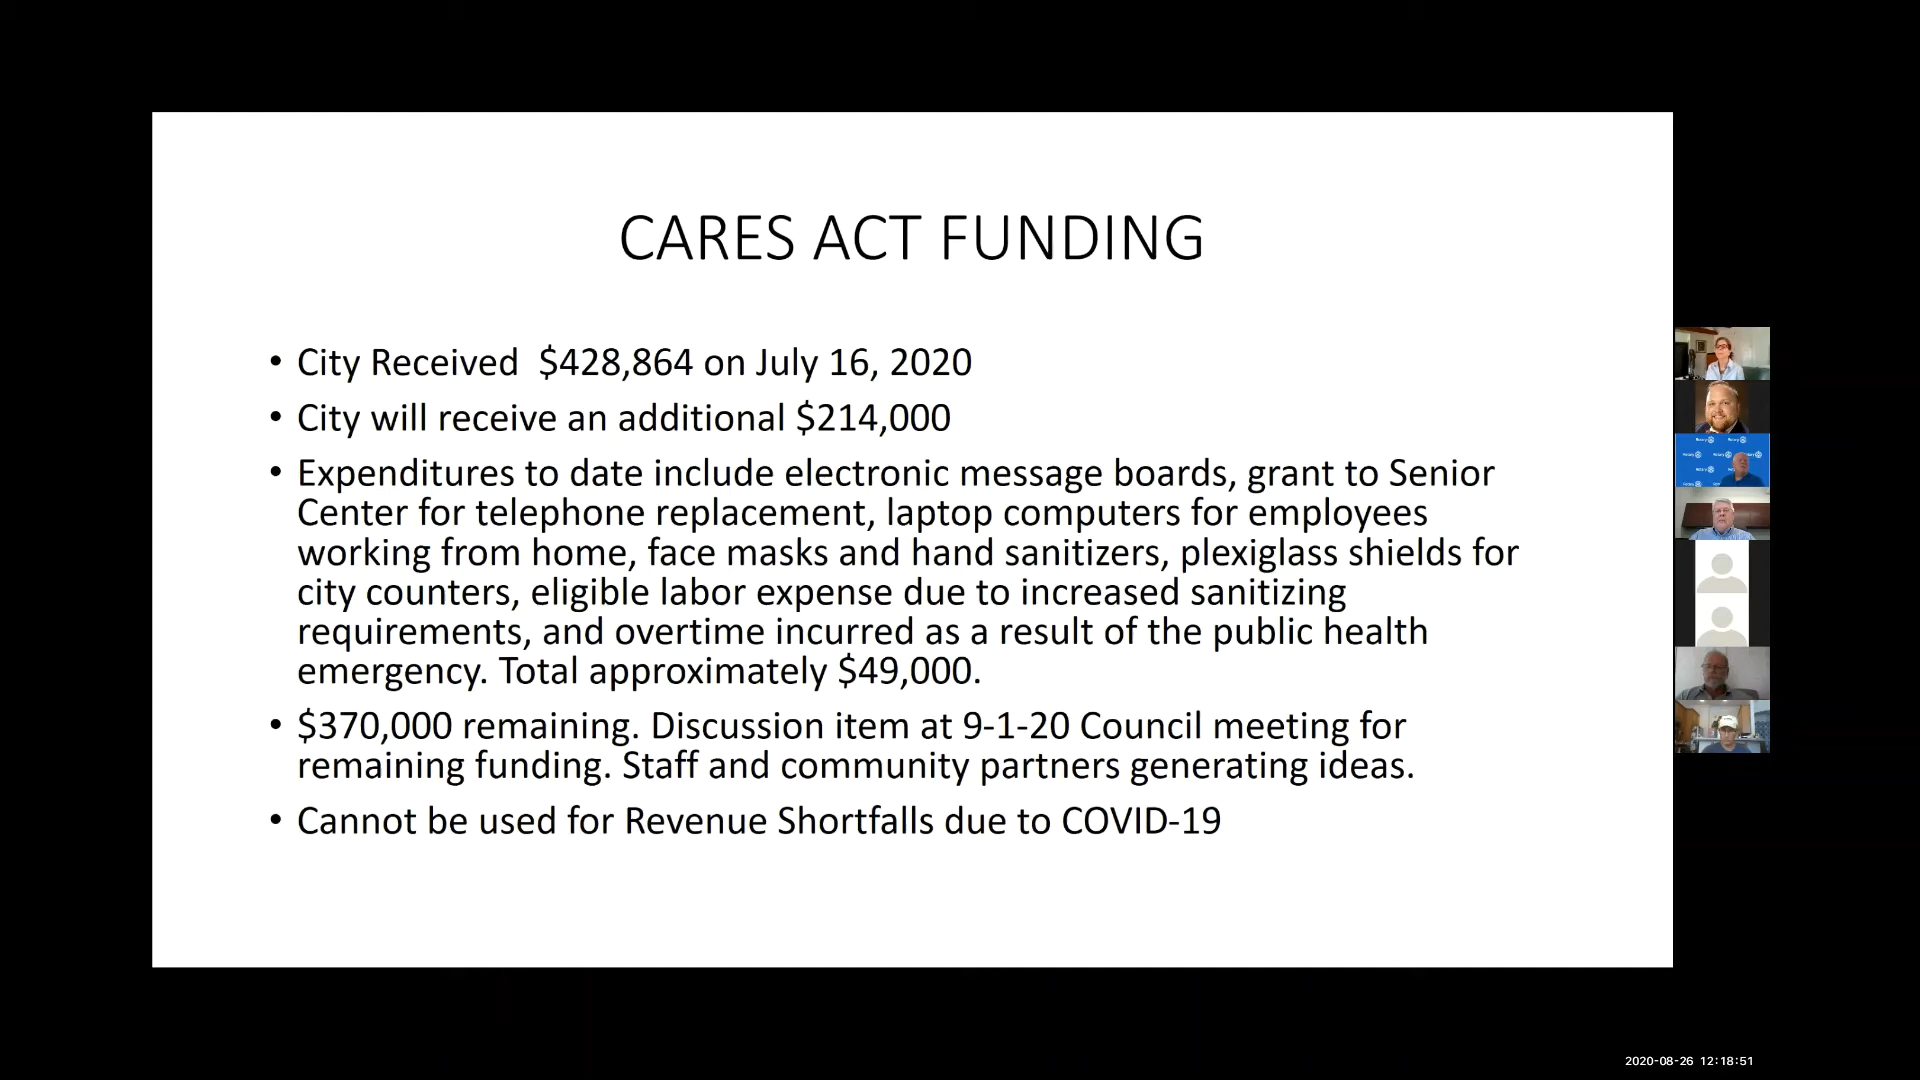 CARES ACT FUNDING
• City Received  $428,864 on July 16, 2020
• City will receive an additional $214,000
• Expenditures to date include electronic message boards, grant to Senior
Center for telephone replacement, laptop computers for employees
working from home, face masks and hand sanitizers, plexiglass shields for
city counters, eligible labor expense due to increased sanitizing
requirements, and overtime incurred as a result of the public health
emergency. Total approximately $49,000.
• $370,000 remaining. Discussion item at 9-1-20 Council meeting for
remaining funding. Staff and community partners generating ideas.
• Cannot be used for Revenue Shortfalls due to COVID-19
2020-08-26 12:18:51